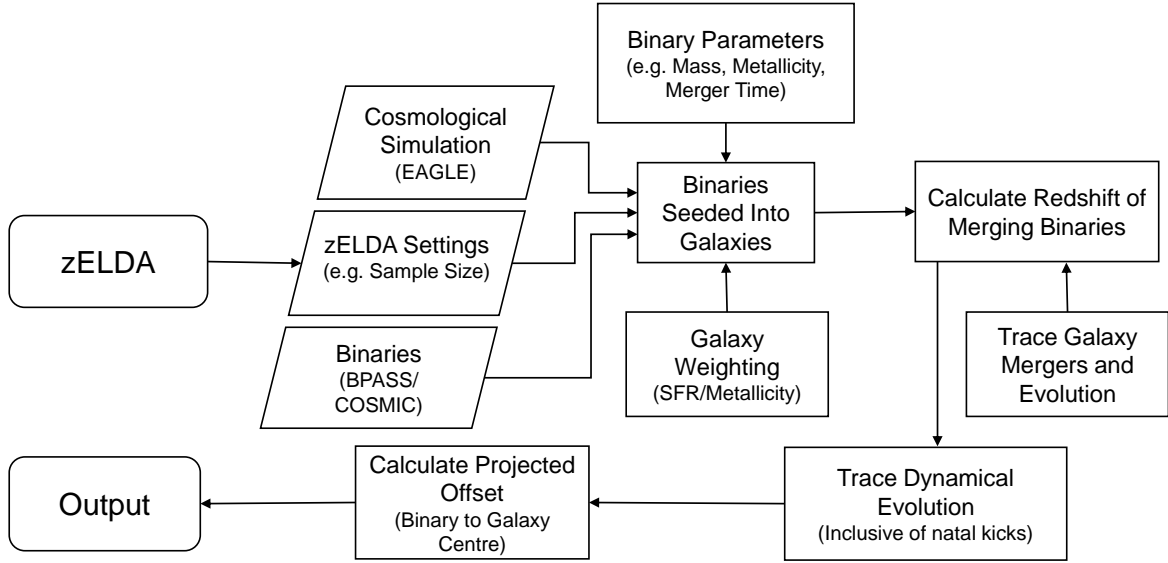 zELDA
Cosmological
Simulation
(EAGLE)
zELDA Settings
(e.g. Sample Size)
Binaries
(BPASS/
COSMIC)
Binary Parameters
(e.g. Mass, Metallicity,
Merger Time)
Binaries
Seeded Into
Galaxies
Galaxy
Weighting
(SFR/Metallicity)
Calculate Redshift of
Merging Binaries
Trace Galaxy
Mergers and
Evolution
Trace Dynamical
Evolution
(Inclusive of natal kicks)
Calculate Projected
Offset
(Binary to Galaxy
Centre)
Output